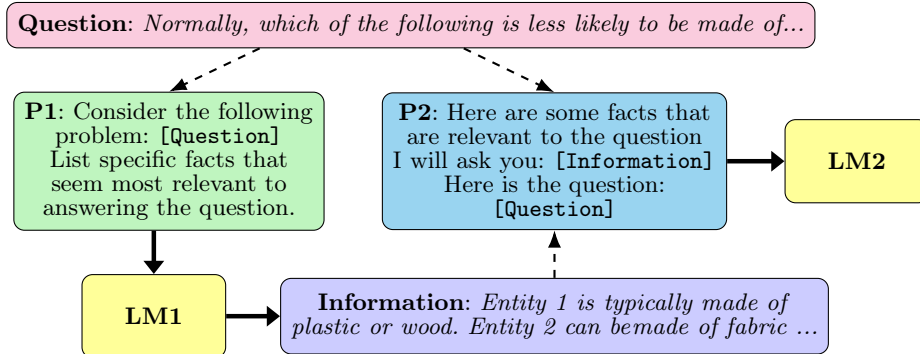 Question: Normally, which of the following is less likely to be made of...
P1: Consider the following
problem: [Question]
List specific facts that
seem most relevant to
answering the question.
P2: Here are some facts that
are relevant to the question
I will ask you: [Information]
Here is the question:
[Question]
LM2
LM1
Information: Entity 1 is typically made of
plastic or wood. Entity 2 can bemade of fabric ...